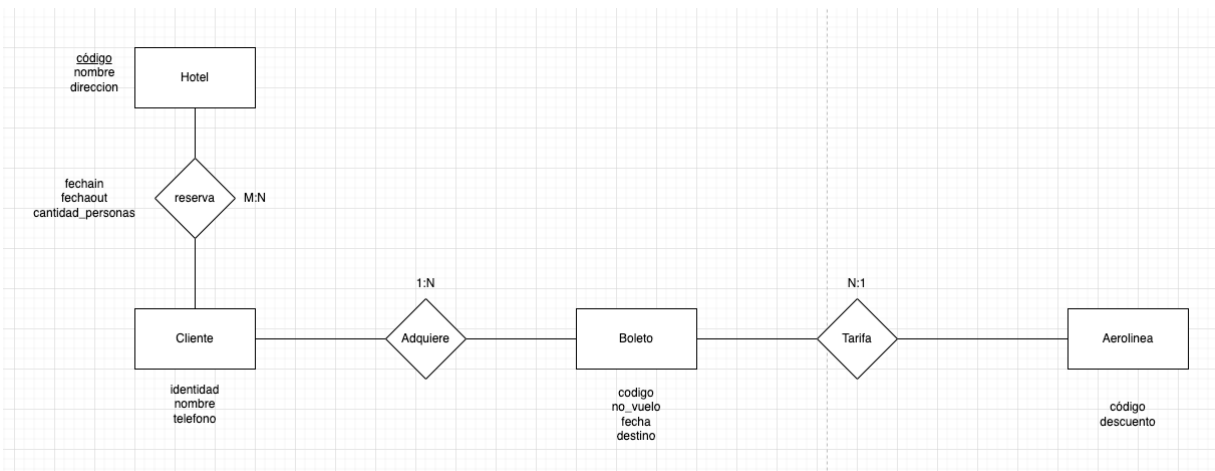 código
nombre
direccion
Hotel
fechain
fechaout
cantidad_personas
reserva
M:N
1:N
N:1
Cliente
Adquiere
Boleto
Tarifa
Aerolinea
identidad
nombre
telefono
codigo
no_vuelo
fecha
destino
código
descuento